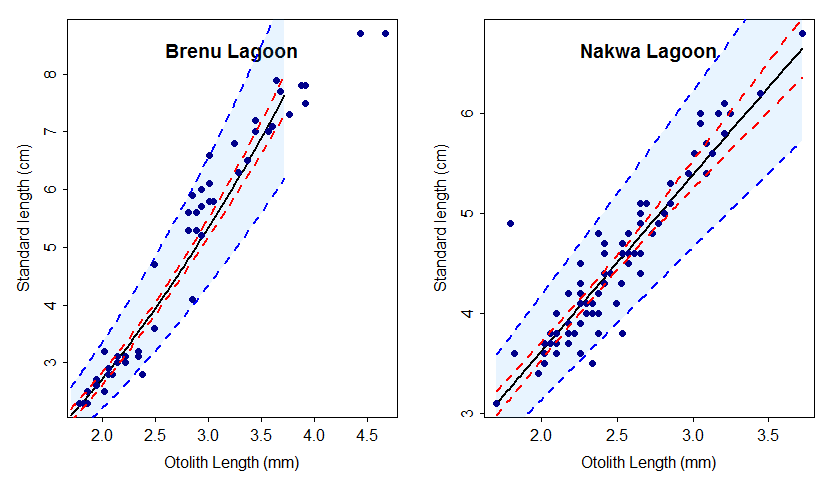 Brenu Lagoon
Standard length (cm)
8
7
6
5
4
3
2.0 2.5 3.0 3.5 4.0 4.5
Otolith Length (mm)
Nakwa Lagoon
Standard length (cm)
6
5
4
3
2.0 2.5 3.0 3.5
Otolith Length (mm)